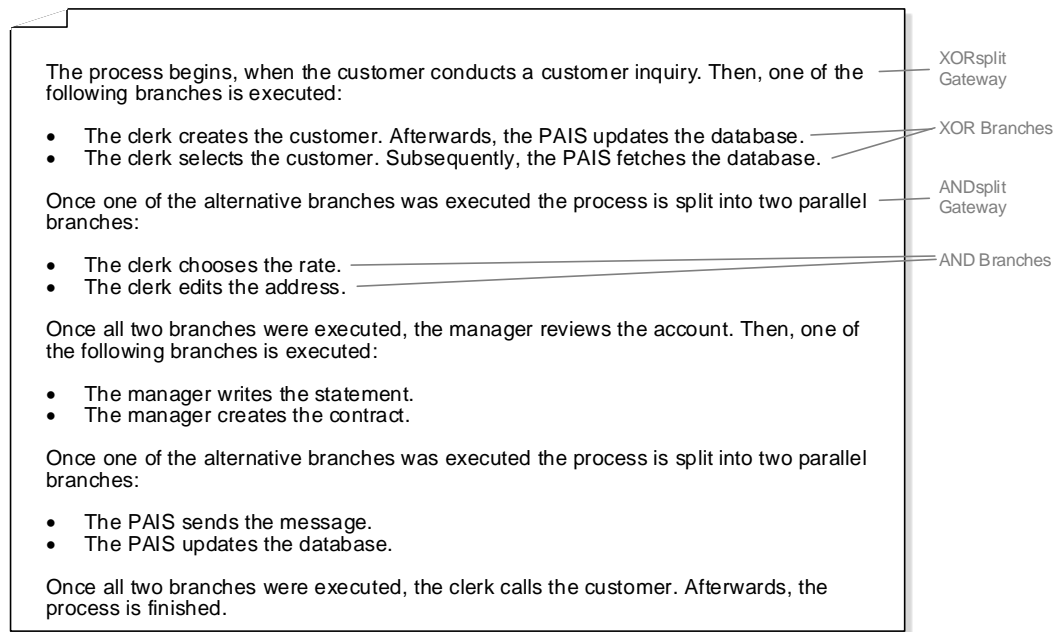 The process begins, when the customer conducts a customer inquiry. Then, one of the
following branches is executed:
• The clerk creates the customer. Afterwards, the PAIS updates the database.
• The clerk selects the customer. Subsequently, the PAIS fetches the database.
Once one of the alternative branches was executed the process is split into two parallel
branches:
• The clerk chooses the rate.
• The clerk edits the address.
Once all two branches were executed, the manager reviews the account. Then, one of
the following branches is executed:
• The manager writes the statement.
• The manager creates the contract.
Once one of the alternative branches was executed the process is split into two parallel
branches:
• The PAIS sends the message.
• The PAIS updates the database.
Once all two branches were executed, the clerk calls the customer. Afterwards, the
process is finished.
XORsplit
Gateway
XOR Branches
ANDsplit
Gateway
AND Branches